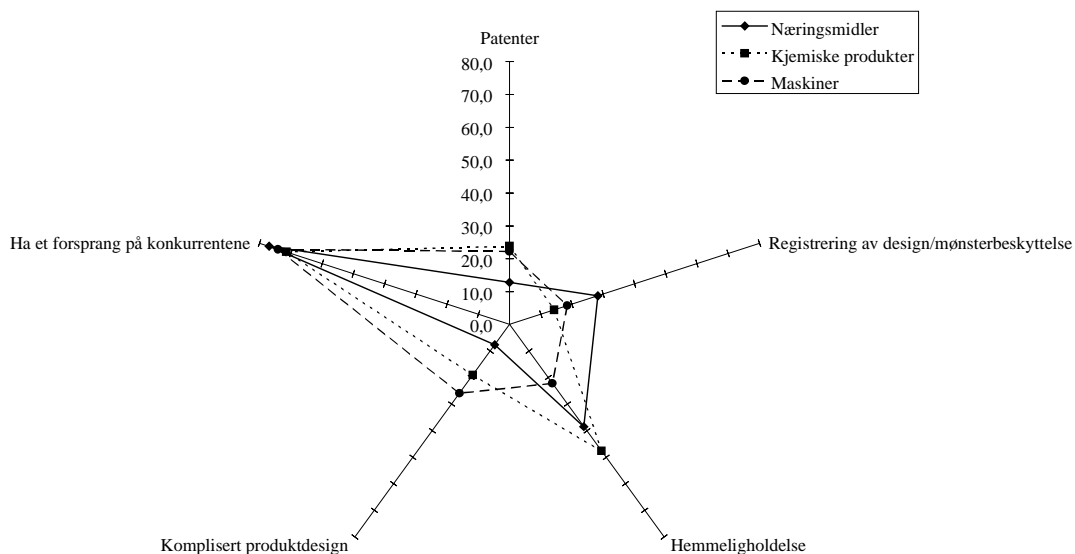 Næringsmidler
Kjemiske produkter
Maskiner
Patenter
80,0
70,0
60,0
50,0
40,0
30,0
20,0
10,0
0,0
Ha et forsprang på konkurrentene
Registrering av design/mønsterbeskyttelse
Komplisert produktdesign
Hemmeligholdelse